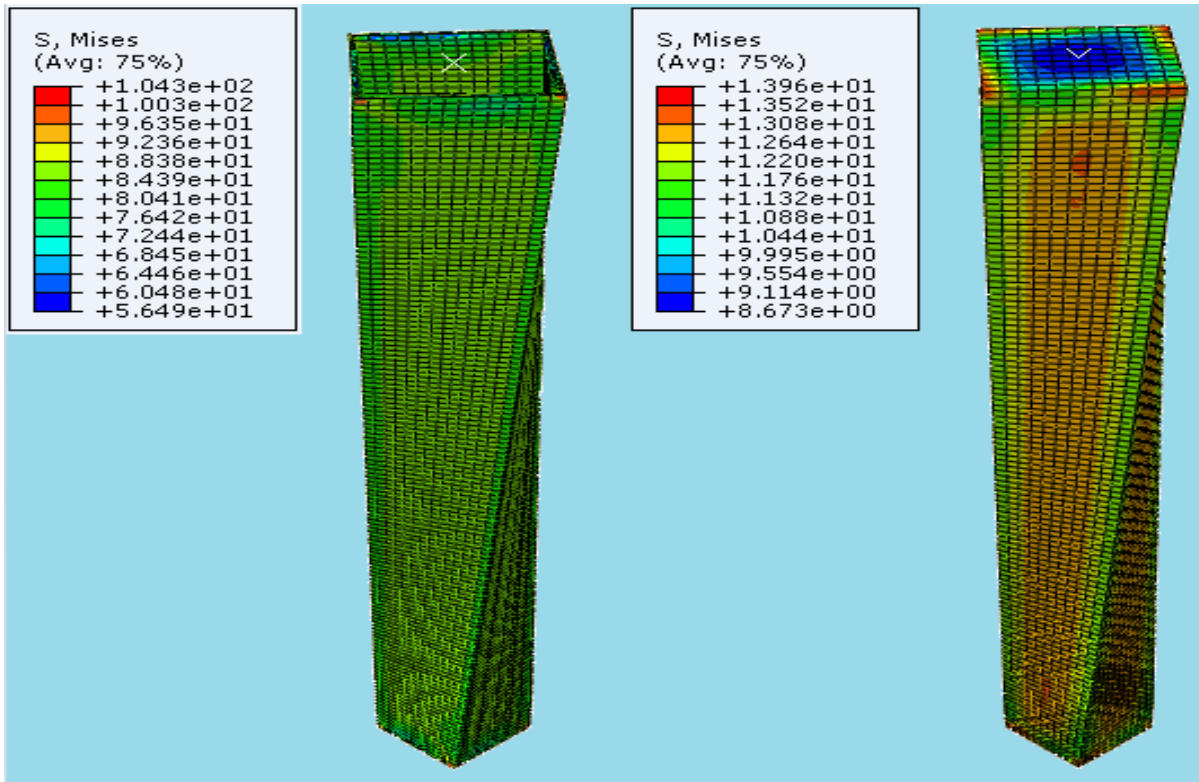 S, Mises
(Avg: 75%)
+1.043e+02
+1.003e+02
+9.635e+01
+9.236e+01
+8.838e+01
+8.439e+01
+8.041e+01
+7.642e+01
+7.244e+01
+6.845e+01
+6.446e+01
+6.048e+01
+5.649e+01
S, Mises
(Avg: 75%)
+1.396e+01
+1.352e+01
+1.308e+01
+1.264e+01
+1.220e+01
+1.176e+01
+1.132e+01
+1.088e+01
+1.044e+01
+9.995e+00
+9.554e+00
+9.114e+00
+8.673e+00